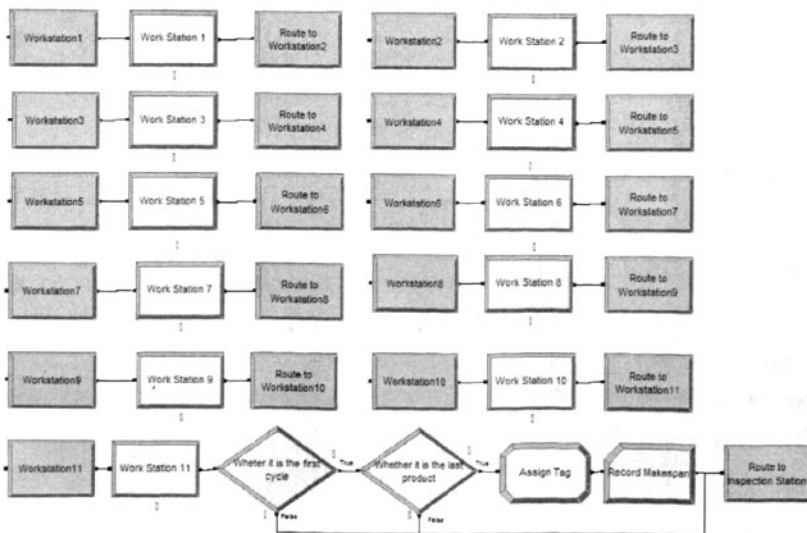 Workstation1
Work Station 1
Route to
Workstation2
Workstation2
Work Station 2
Route to
Workstation3
Workstation3
Work Station 3
Route to
Workstation4
Workstation4
Work Station 4
Route to
Workstation5
Workstation5
Work Station 5
Route to
Workstation6
Workstation6
Work Station 6
Route to
Workstation7
Workstation7
Work Station 7
Route to
Workstation8
Workstation8
Work Station 8
Route to
Workstation9
Workstation9
Work Station 9
Route to
Workstation10
Workstation10
Work Station 10
Route to
Workstation11
Workstation11
Work Station 11
Wheter it is the first
cycle
True
False
Whether it is the last
product
True
False
Assign Tag
Record Makespan
Route to
Inspection Station